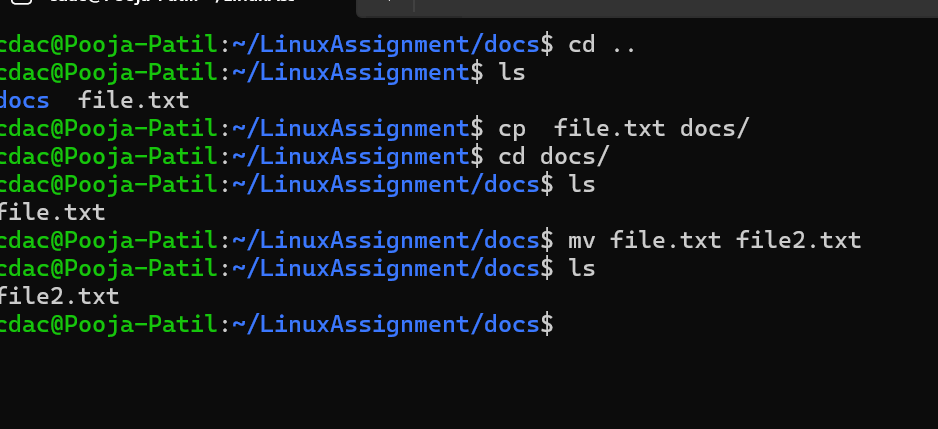 cdac@Pooja-Patil:~/LinuxAssignment/docs$ cd ..
cdac@Pooja-Patil:~/LinuxAssignment$ ls
docs  file.txt
cdac@Pooja-Patil:~/LinuxAssignment$ cp  file.txt docs/
cdac@Pooja-Patil:~/LinuxAssignment$ cd docs/
cdac@Pooja-Patil:~/LinuxAssignment/docs$ ls
file.txt
cdac@Pooja-Patil:~/LinuxAssignment/docs$ mv file.txt file2.txt
cdac@Pooja-Patil:~/LinuxAssignment/docs$ ls
file2.txt
cdac@Pooja-Patil:~/LinuxAssignment/docs$